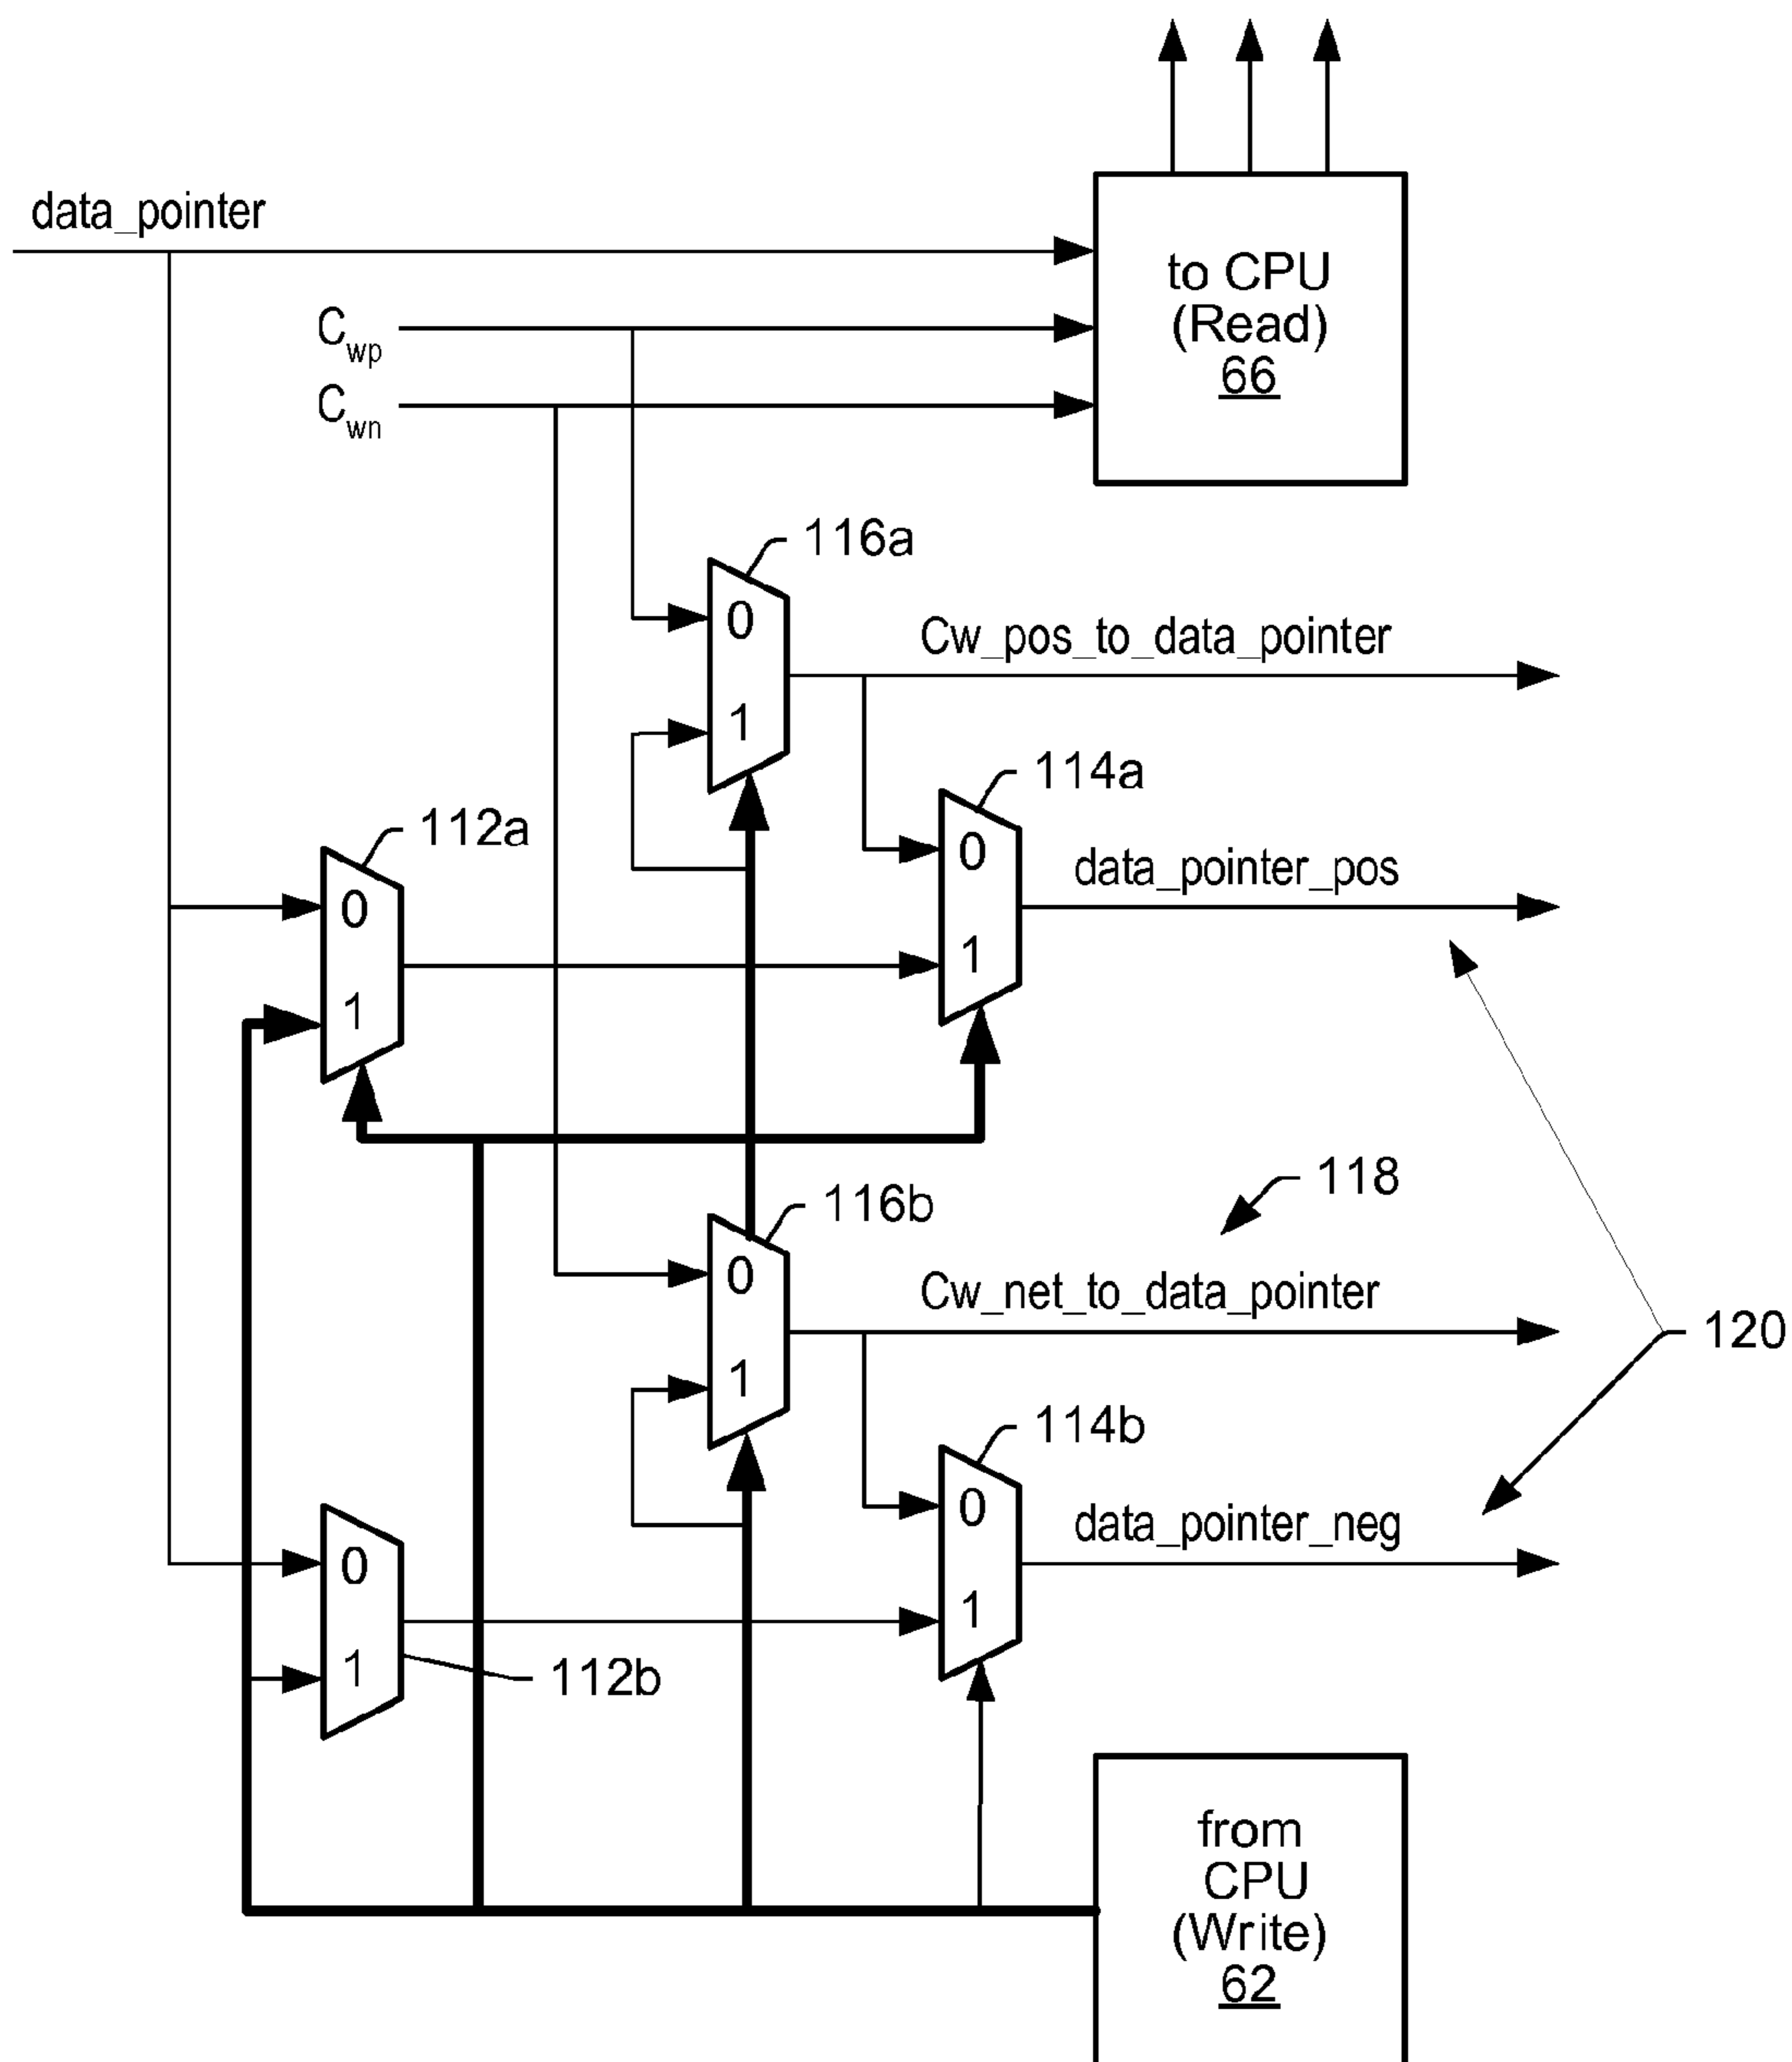 data_pointer
to CPU
(Read)
66
Cwp
Cwn
116a
0
Cw_pos_to_data_pointer
1
114a
112a
0
data_pointer_pos
0
1
1
118
116b
0
Cw_net_to_data_pointer
120
1
114b
0
data_pointer_neg
0
1
1
112b
from
CPU
(Write)
62